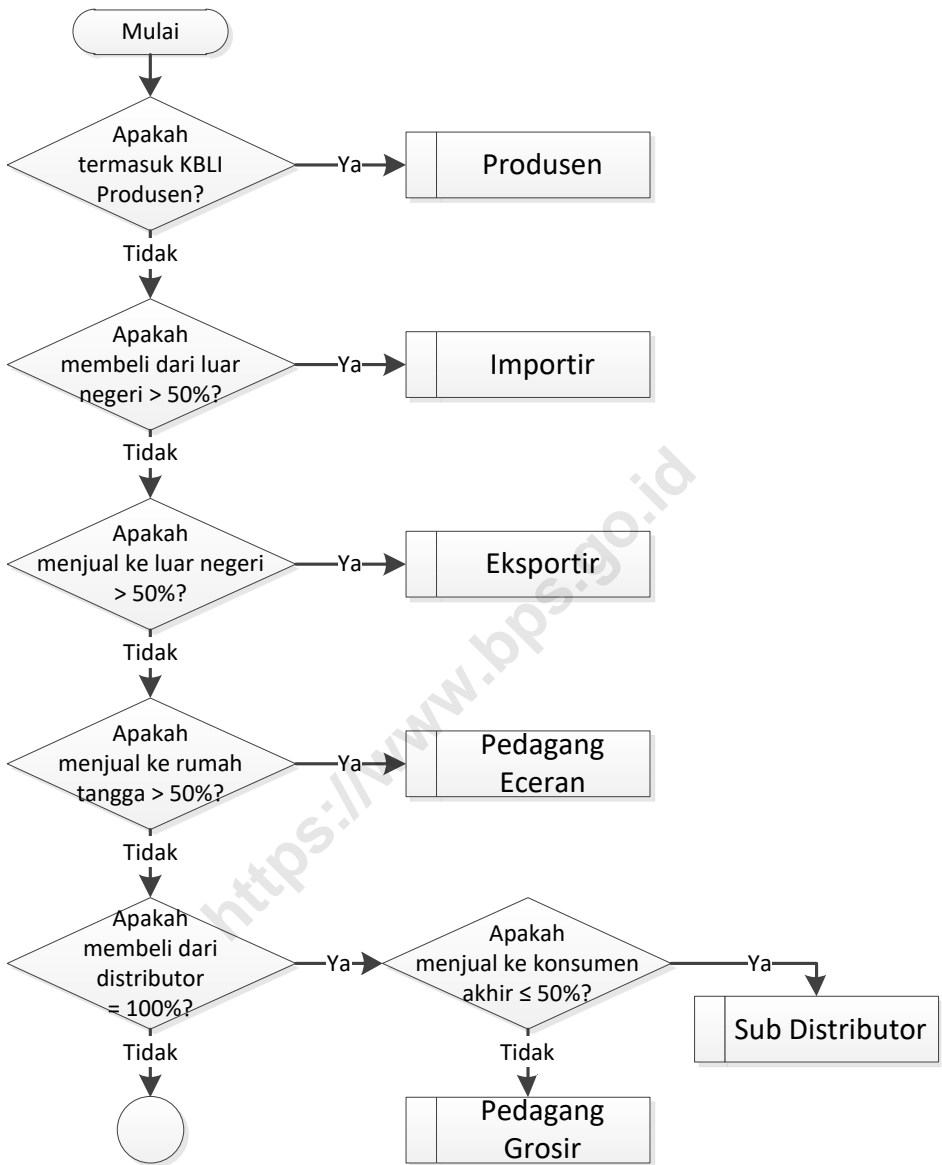 Mulai
Apakah
termasuk KBLI
Produsen?
Ya
Produsen
Tidak
Apakah
membeli dari luar
negeri > 50%?
Ya
Importir
Tidak
Apakah
menjual ke luar negeri
> 50%?
Ya
Eksportir
Tidak
Apakah
menjual ke rumah
tangga > 50%?
Ya
Pedagang
Eceran
Tidak
Apakah
membeli dari
distributor
= 100%?
Ya
Apakah
menjual ke konsumen
akhir ≤ 50%?
Ya
Sub Distributor
Tidak
Tidak
Pedagang
Grosir
https://www.bps.go.id